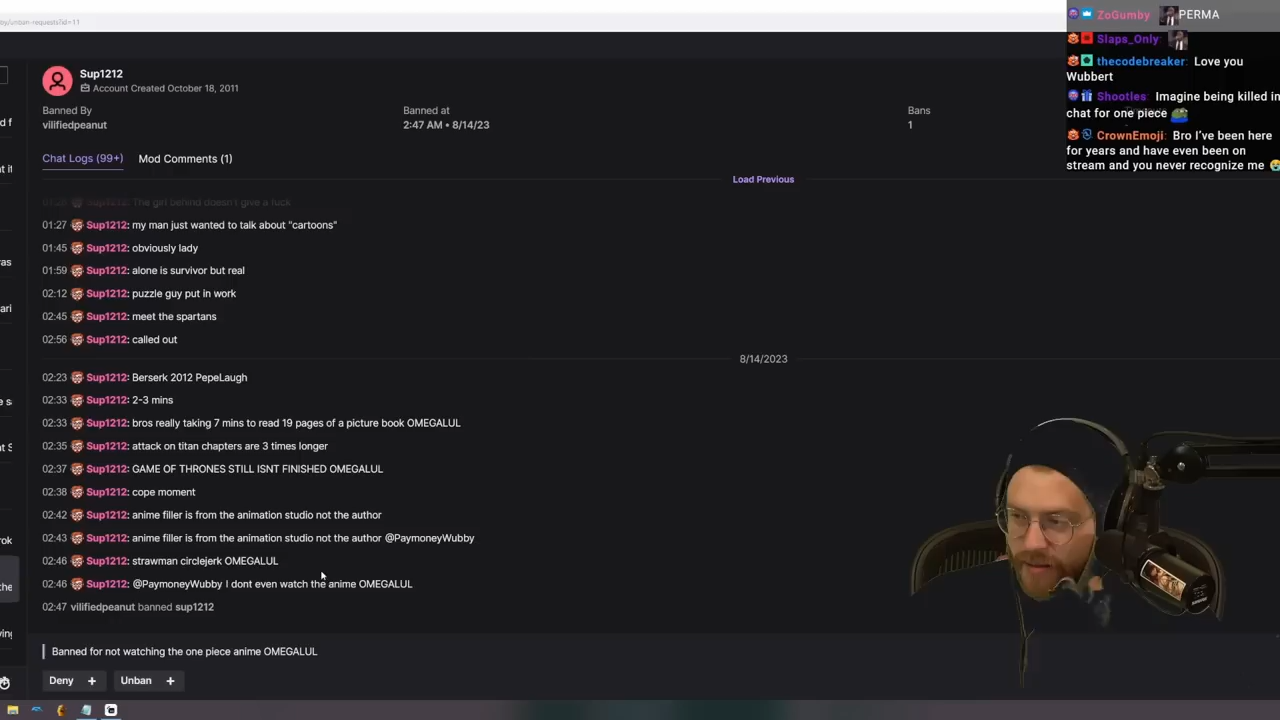 by/unban-requests?id=11
Sup1212
Account Created October 18, 2011
Banned By
vilifiedpeanut
Banned at
2:47 AM • 8/14/23
Bans
1
Chat Logs (99+)
Mod Comments (1)
Load Previous
The girl behind doesn't give a fuck
01:27 Sup1212: my man just wanted to talk about "cartoons"
01:45 Sup1212: obviously lady
01:59 Sup1212: alone is survivor but real
02:12 Sup1212: puzzle guy put in work
02:45 Sup1212: meet the spartans
02:56 Sup1212: called out
8/14/2023
02:23 Sup1212: Berserk 2012 PepeLaugh
02:33 Sup1212: 2-3 mins
02:33 Sup1212: bros really taking 7 mins to read 19 pages of a picture book OMEGALUL
02:35 Sup1212: attack on titan chapters are 3 times longer
02:37 Sup1212: GAME OF THRONES STILL ISNT FINISHED OMEGALUL
02:38 Sup1212: cope moment
02:42 Sup1212: anime filler is from the animation studio not the author
02:43 Sup1212: anime filler is from the animation studio not the author @PaymoneyWubby
02:46 Sup1212: strawman circlejerk OMEGALUL
02:46 Sup1212: @PaymoneyWubby I dont even watch the anime OMEGALUL
02:47 vilifiedpeanut banned sup1212
Banned for not watching the one piece anime OMEGALUL
Deny +
Unban +
ZoGumby PERMA
Slaps_Only:
thecodebreaker: Love you
Wubbert
Shootles: Imagine being killed in
chat for one piece
CrownEmoji: Bro I've been here
for years and have even been on
stream and you never recognize me